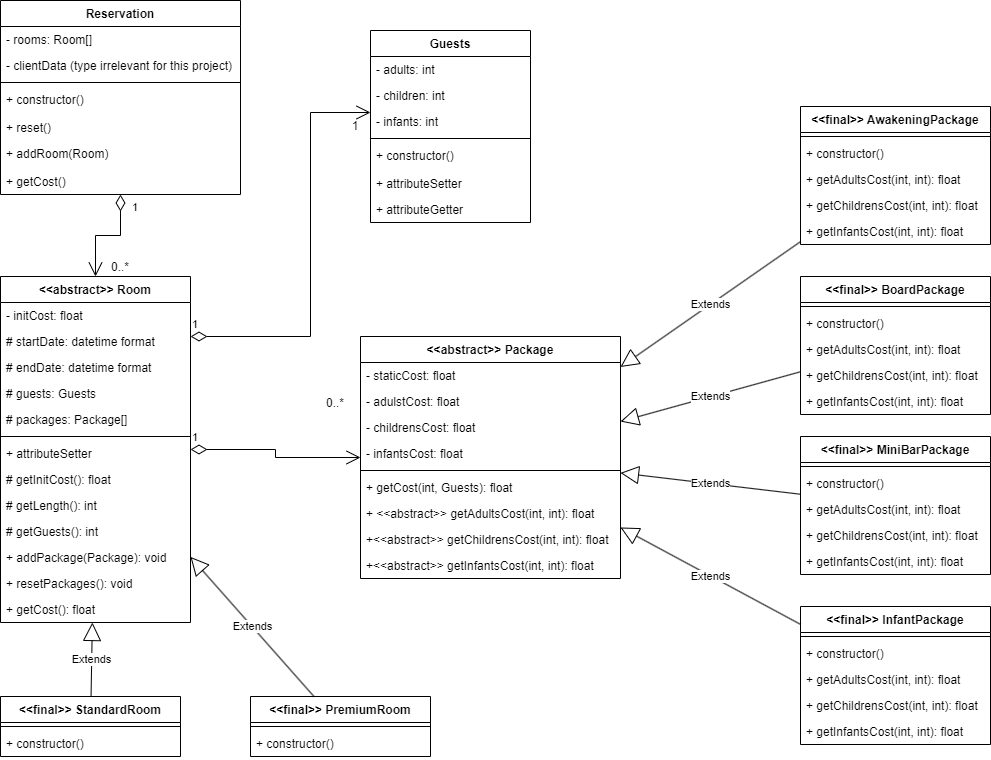 Reservation
- rooms: Room[]
- clientData (type irrelevant for this project)
+ constructor()
+ reset()
+ addRoom(Room)
+ getCost()
1
0..*
Guests
- adults: int
- children: int
- infants: int
+ constructor()
+ attributeSetter
+ attributeGetter
1
<<abstract>> Room
- initCost: float
# startDate: datetime format
# endDate: datetime format
# guests: Guests
# packages: Package[]
+ attributeSetter
# getInitCost(): float
# getLength(): int
# getGuests(): int
+ addPackage(Package): void
+ resetPackages(): void
+ getCost(): float
1
1
0..*
<<abstract>> Package
- staticCost: float
- adulstCost: float
- childrensCost: float
- infantsCost: float
+ getCost(int, Guests): float
+ <<abstract>> getAdultsCost(int, int): float
+<<abstract>> getChildrensCost(int, int): float
+<<abstract>> getInfantsCost(int, int): float
Extends
Extends
Extends
Extends
<<final>> AwakeningPackage
+ constructor()
+ getAdultsCost(int, int): float
+ getChildrensCost(int, int): float
+ getInfantsCost(int, int): float
<<final>> BoardPackage
+ constructor()
+ getAdultsCost(int, int): float
+ getChildrensCost(int, int): float
+ getInfantsCost(int, int): float
<<final>> MiniBarPackage
+ constructor()
+ getAdultsCost(int, int): float
+ getChildrensCost(int, int): float
+ getInfantsCost(int, int): float
<<final>> InfantPackage
+ constructor()
+ getAdultsCost(int, int): float
+ getChildrensCost(int, int): float
+ getInfantsCost(int, int): float
Extends
Extends
<<final>> StandardRoom
+ constructor()
<<final>> PremiumRoom
+ constructor()